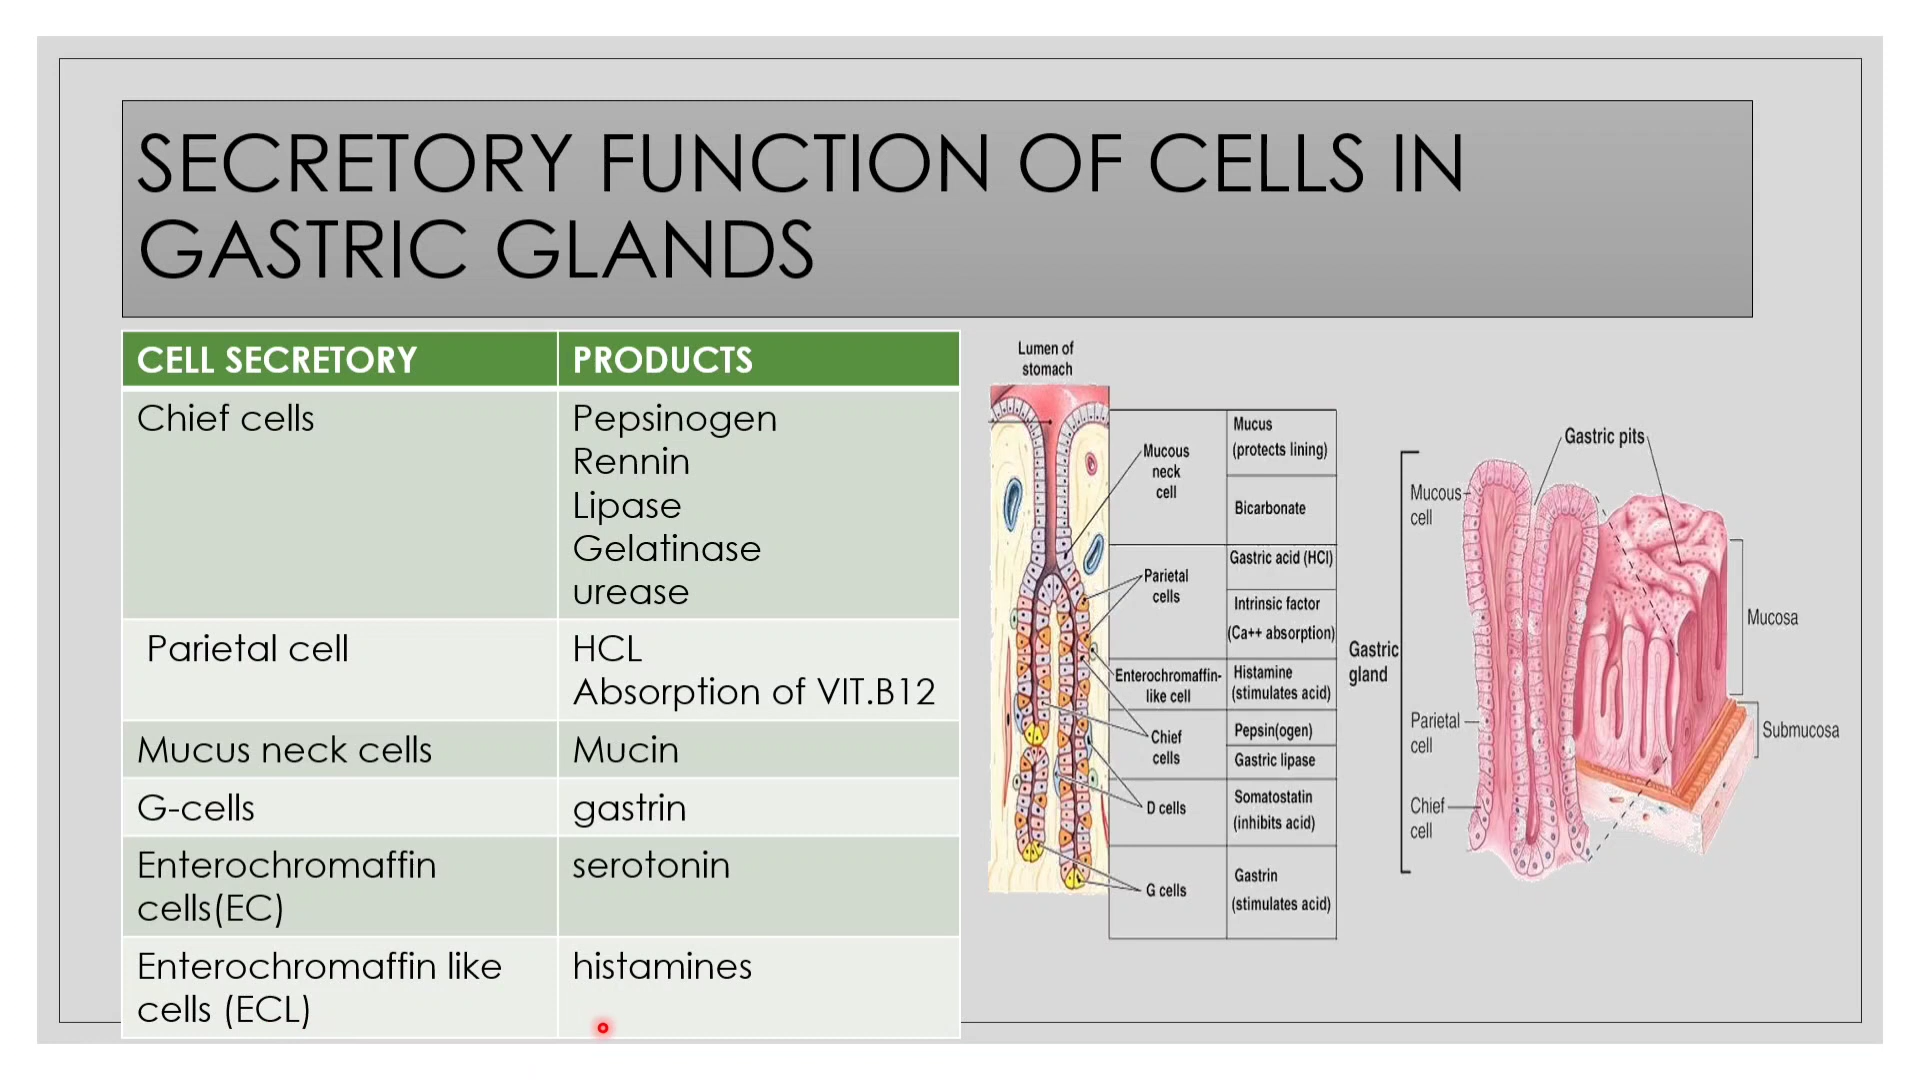 SECRETORY FUNCTION OF CELLS IN
GASTRIC GLANDS
CELL SECRETORY
PRODUCTS
Chief cells
Pepsinogen
Rennin
Lipase
Gelatinase
urease
Parietal cell
HCL
Absorption of VIT.B12
Mucus neck cells
Mucin
G-cells
gastrin
Enterochromaffin
cells(EC)
serotonin
Enterochromaffin like
cells (ECL)
histamines
Lumen of
stomach
Mucous
neck
cell
Mucus
(protects lining)
Bicarbonate
Parietal
cells
Gastric acid (HCl)
Intrinsic factor
(Ca++ absorption)
Enterochromaffin-
like cell
Histamine
(stimulates acid)
Chief
cells
Pepsin(ogen)
Gastric lipase
D cells
Somatostatin
(inhibits acid)
G cells
Gastrin
(stimulates acid)
Gastric pits
Mucous
cell
Gastric
gland
Parietal
cell
Chief
cell
Mucosa
Submucosa